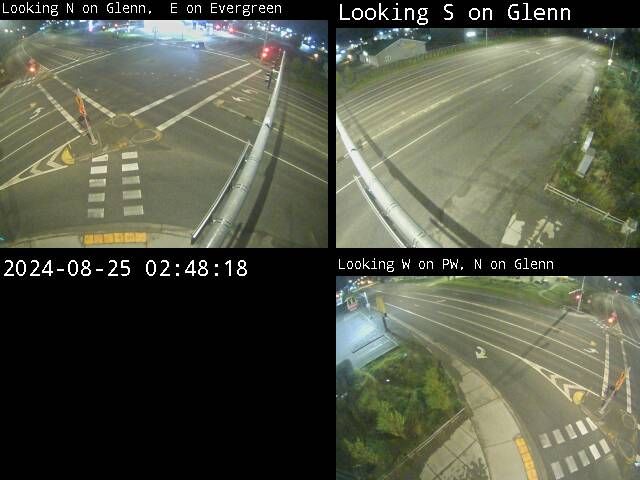 Looking N on Glenn,  E on Evergreen
Looking S on Glenn
2024-08-25 02:48:18
Looking W on PW, N on Glenn